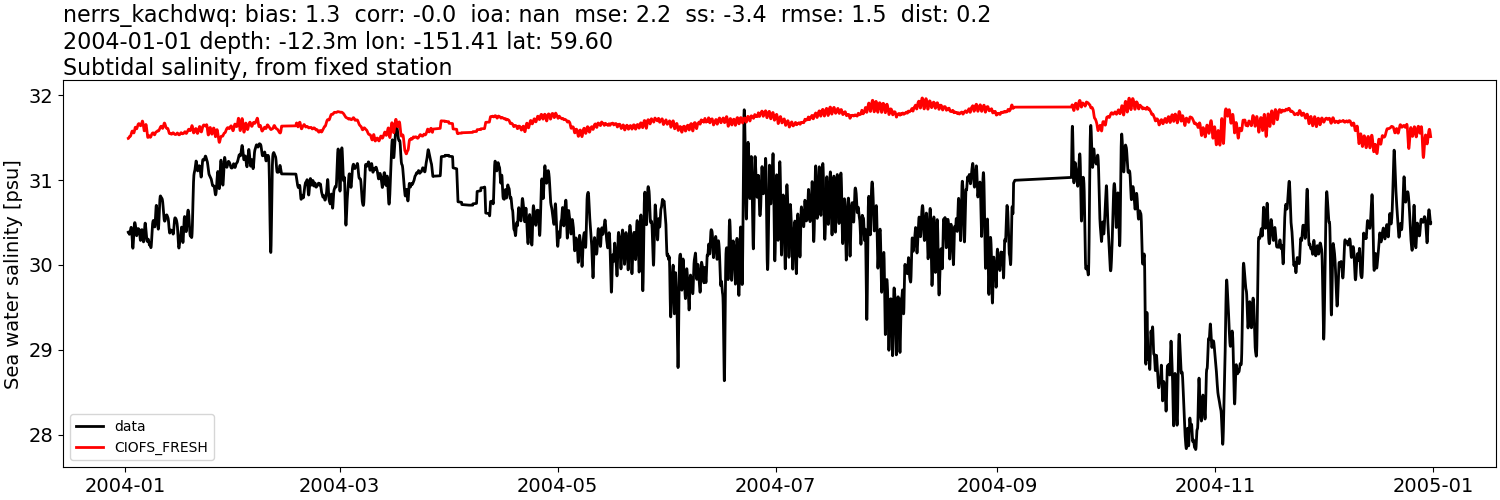 nerrs_kachdwq: bias: 1.3  corr: -0.0  ioa: nan  mse: 2.2  ss: -3.4  rmse: 1.5  dist: 0.2
2004-01-01 depth: -12.3m lon: -151.41 lat: 59.60
Subtidal salinity, from fixed station
Sea water salinity [psu]
32
31
30
29
28
data
CIOFS_FRESH
2004-01
2004-03
2004-05
2004-07
2004-09
2004-11
2005-01